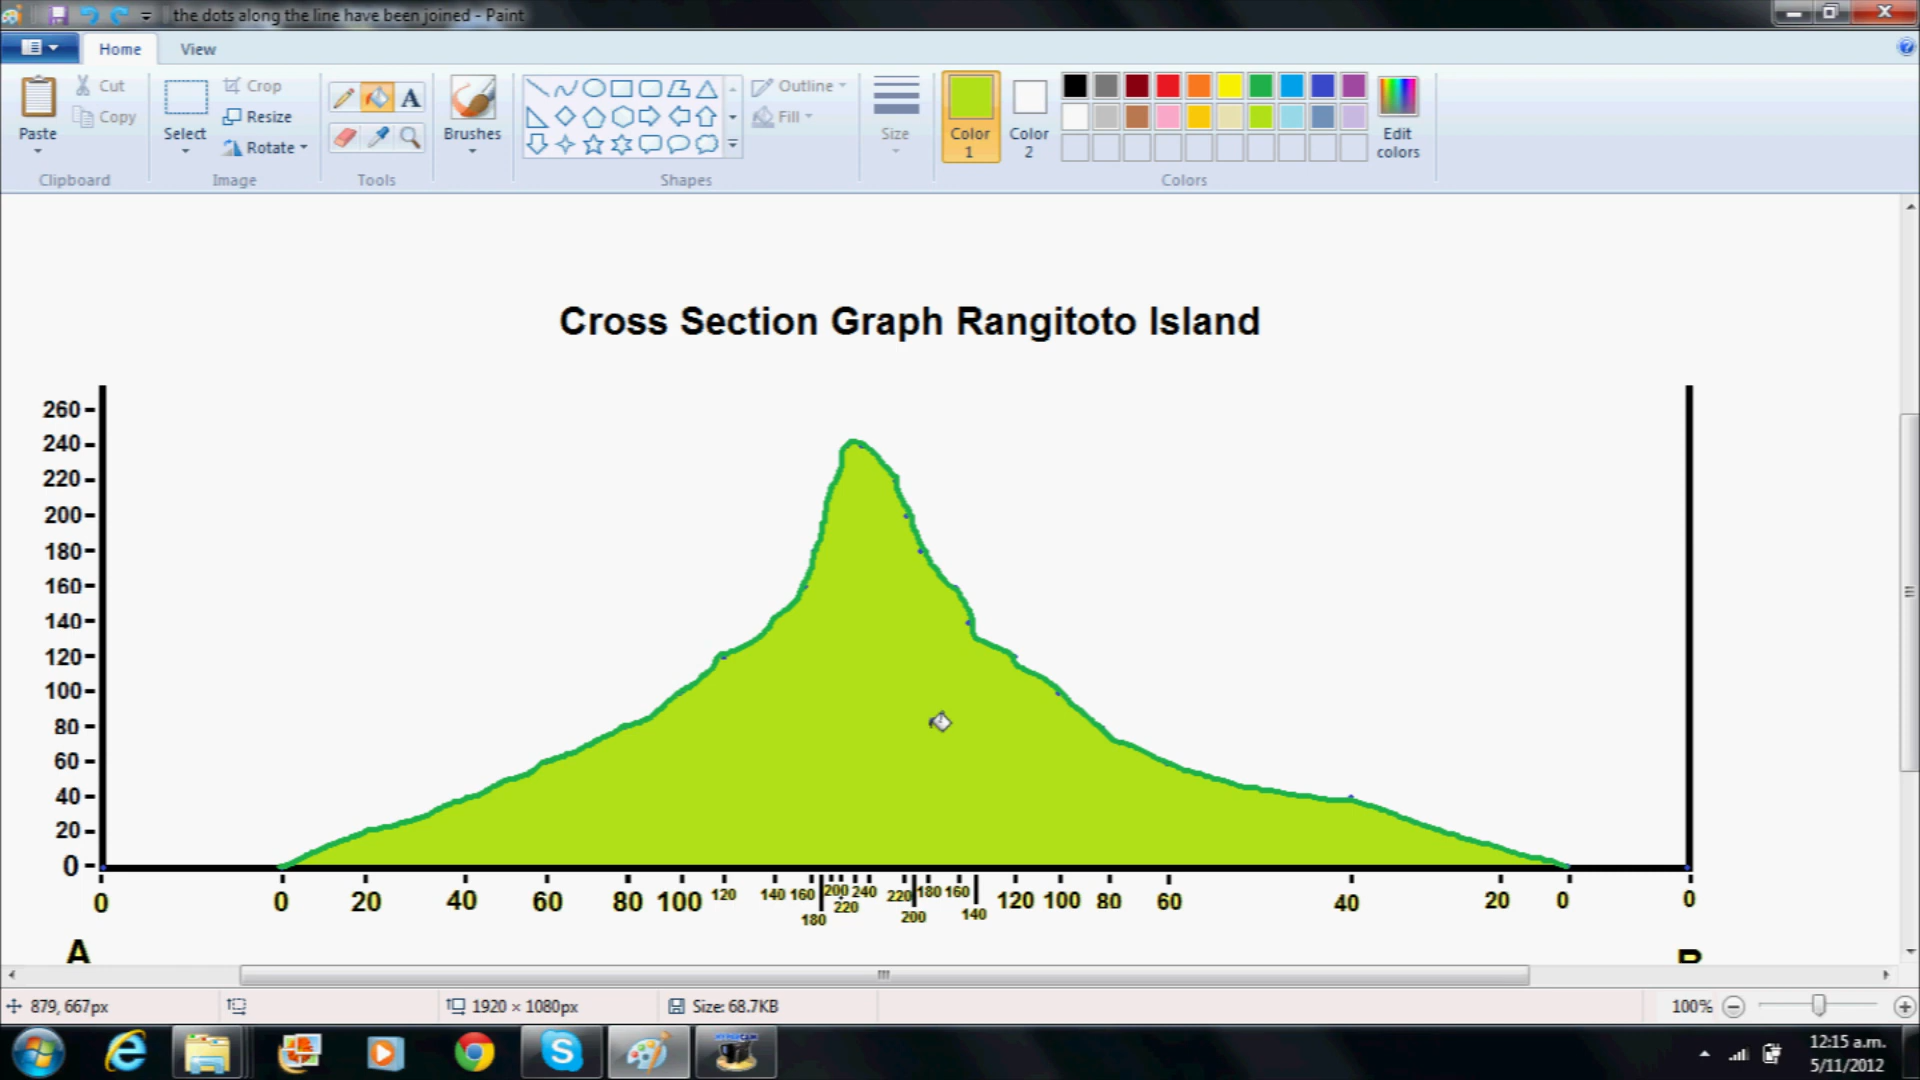 the dots along the line have been joined - Paint
Home View
Paste
Cut
Copy
Clipboard
Select
Crop
Resize
Rotate
Image
A
Tools
Brushes
Outline
Fill
Shapes
Size
Color 1
Color 2
Edit colors
Colors
Cross Section Graph Rangitoto Island
260
240
220
200
180
160
140
120
100
80
60
40
20
0
0 0 20 40 60 80 100 120 140 160 180 200 220 240 220 200 180 160 140 120 100 80 60 40 20 0 0
A B
879, 667px 1920 × 1080px Size: 68.7KB 100%
12:15 a.m.
5/11/2012